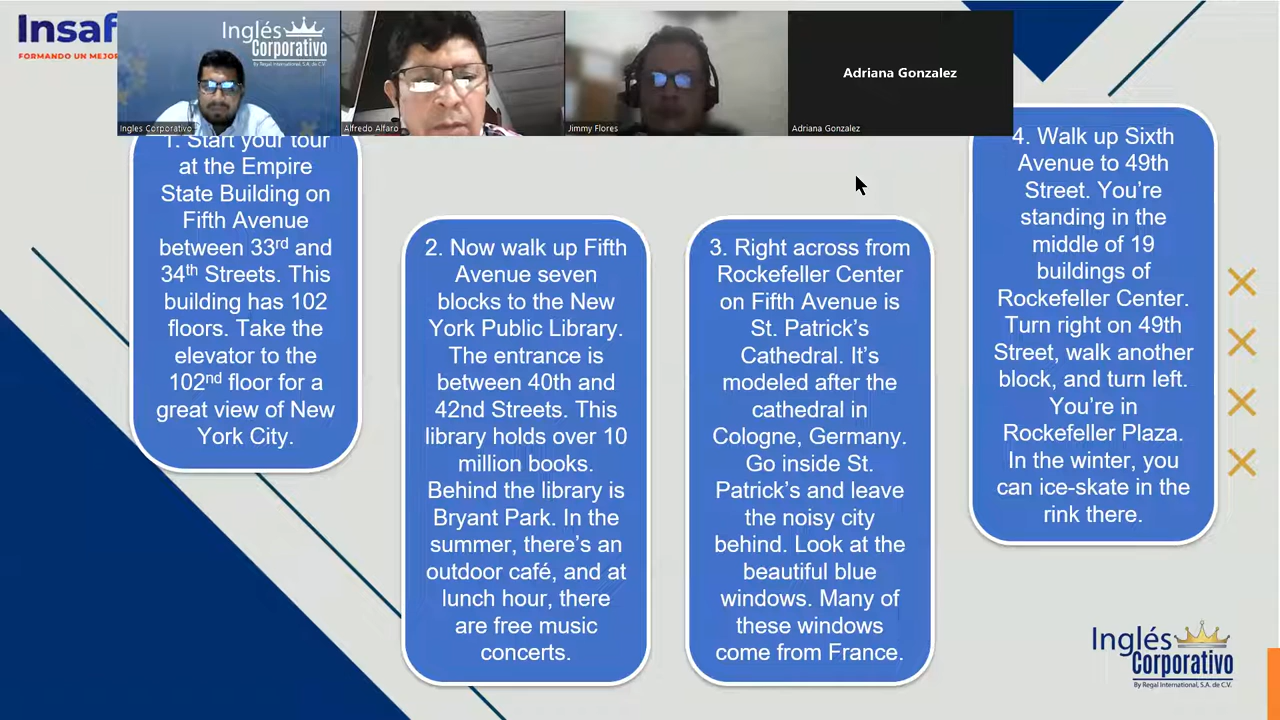 Insaf
FORMANDO UN MEJOR
Inglés
Corporativo
By Regal International, S.A. de C.V.
Ingles Corporativo
Alfredo Alfaro
Jimmy Flores
Adriana Gonzalez
Adriana Gonzalez
1. Start your tour
at the Empire
State Building on
Fifth Avenue
between 33rd and
34th Streets. This
building has 102
floors. Take the
elevator to the
102nd floor for a
great view of New
York City.
2. Now walk up Fifth
Avenue seven
blocks to the New
York Public Library.
The entrance is
between 40th and
42nd Streets. This
library holds over 10
million books.
Behind the library is
Bryant Park. In the
summer, there's an
outdoor café, and at
lunch hour, there
are free music
concerts.
3. Right across from
Rockefeller Center
on Fifth Avenue is
St. Patrick's
Cathedral. It's
modeled after the
cathedral in
Cologne, Germany.
Go inside St.
Patrick's and leave
the noisy city
behind. Look at the
beautiful blue
windows. Many of
these windows
come from France.
4. Walk up Sixth
Avenue to 49th
Street. You're
standing in the
middle of 19
buildings of
Rockefeller Center.
Turn right on 49th
Street, walk another
block, and turn left.
You're in
Rockefeller Plaza.
In the winter, you
can ice-skate in the
rink there.
Inglés
Corporativo
By Regal International, S.A. de C.V.